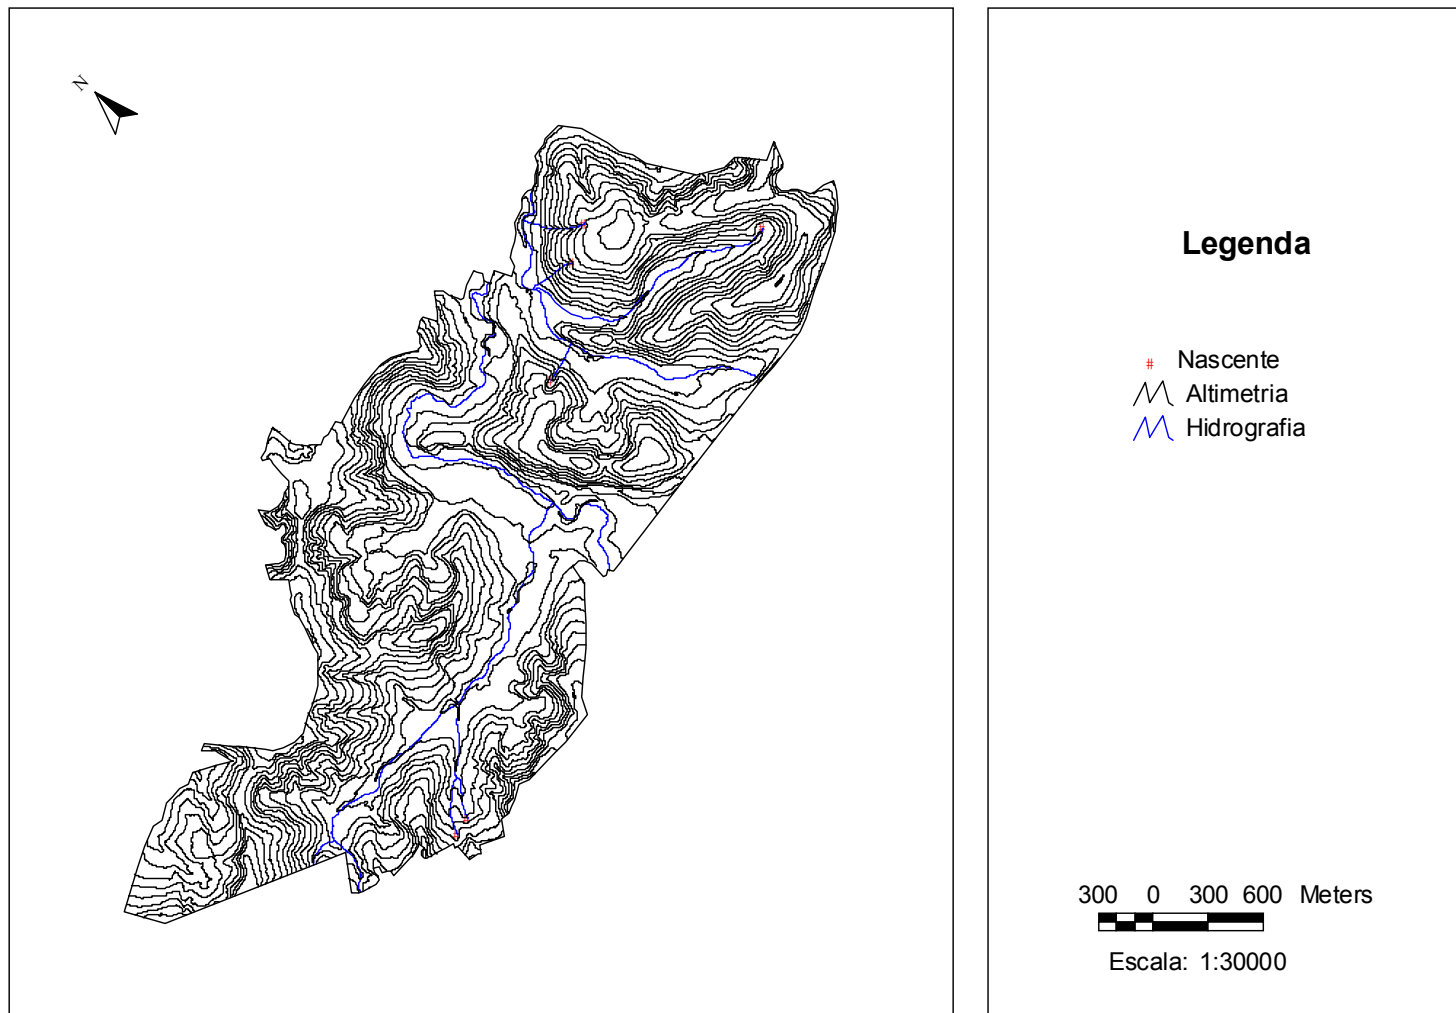 N
Legenda
# Nascente
Altimetria
Hidrografia
300 0 300 600 Meters
Escala: 1:30000